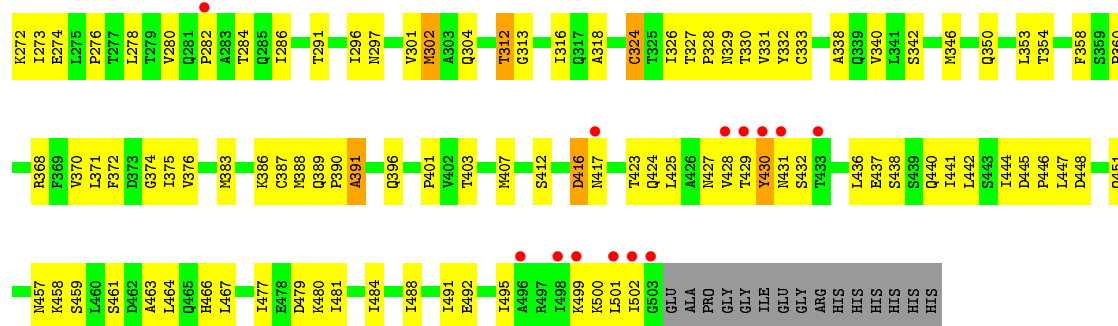 K272 I273 E274 L275 P276 T277 L278 T279 V280 Q281 P282 A283 T284 Q285 I286 T291 I296 N297 V301 M302 A303 Q304 T312 G313 I316 Q317 A318 C324 T325 I326 T327 P328 N329 T330 V331 Y332 C333 A338 Q339 V340 L341 S342 M346 Q350 L353 T354 F358 S359 P360
R368 F369 V370 L371 F372 D373 G374 I375 V376 M383 K386 C387 M388 Q389 P390 A391 Q396 P401 V402 T403 M407 S412 D416 N417 T423 Q424 L425 A426 N427 V428 T429 Y430 N431 S432 T433 L436 E437 S438 S439 Q440 I441 L442 S443 I444 D445 P446 L447 D448 Q451
N457 K458 S459 L460 S461 D462 A463 L464 Q465 H466 L467 I477 E478 D479 K480 I481 I484 I488 I491 E492 I495 A496 R497 I498 K499 K500 L501 I502 G503 GLU ALA PRO GLY GLY ILE GLU GLY ARG HIS HIS HIS HIS HIS HIS